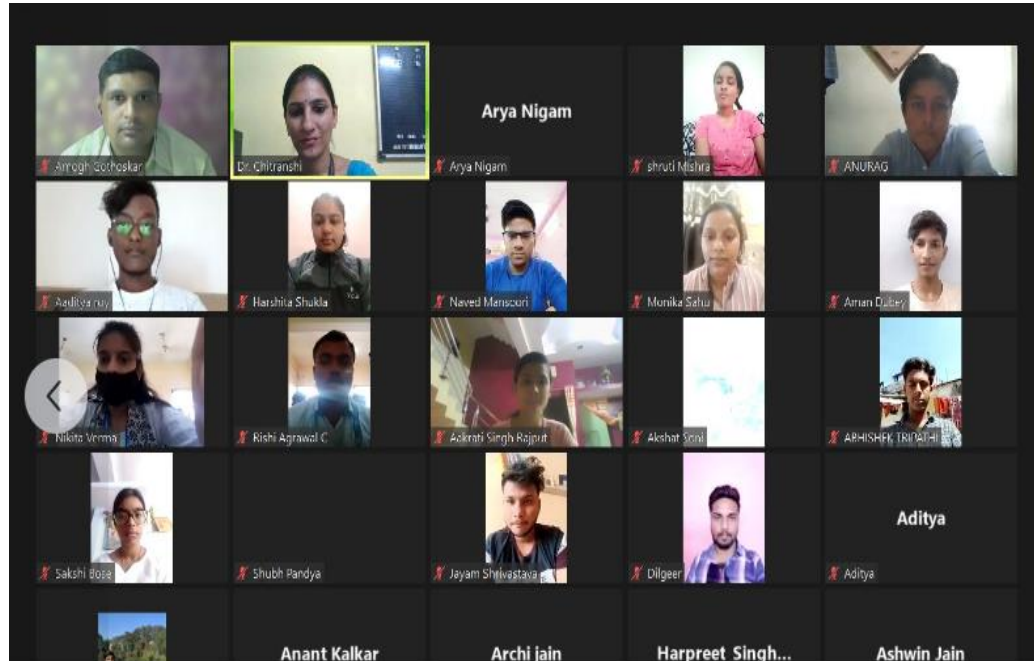 Arya Nigam
Amogh Gothoskar
Dr. Chitranshi
Arya Nigam
shruti Mishra
ANURAG
Aaditya roy
Harshita Shukla
Naved Mansoori
Monika Sahu
Aman Dubey
Nikita Verma
Rishi Agrawal C
Aakrati Singh Rajput
Akshat Soni
ABHISHEK TRIPATHI
Aditya
Sakshi Bose
Shubh Pandya
Jayam Shrivastava
Dilgeer
Aditya
Anant Kalkar
Archi jain
Harpreet Singh...
Ashwin Jain